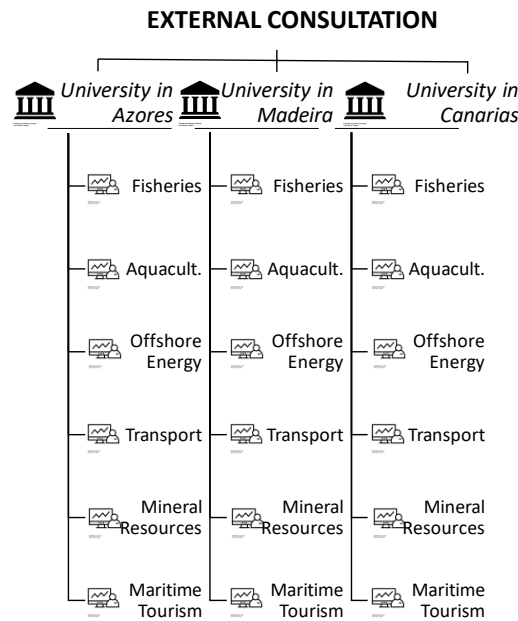 EXTERNAL CONSULTATION
University in
Azores
University in
Madeira
University in
Canarias
Fisheries
Fisheries
Fisheries
Aquacult.
Aquacult.
Aquacult.
Offshore
Energy
Offshore
Energy
Offshore
Energy
Transport
Transport
Transport
Mineral
Resources
Mineral
Resources
Mineral
Resources
Maritime
Tourism
Maritime
Tourism
Maritime
Tourism